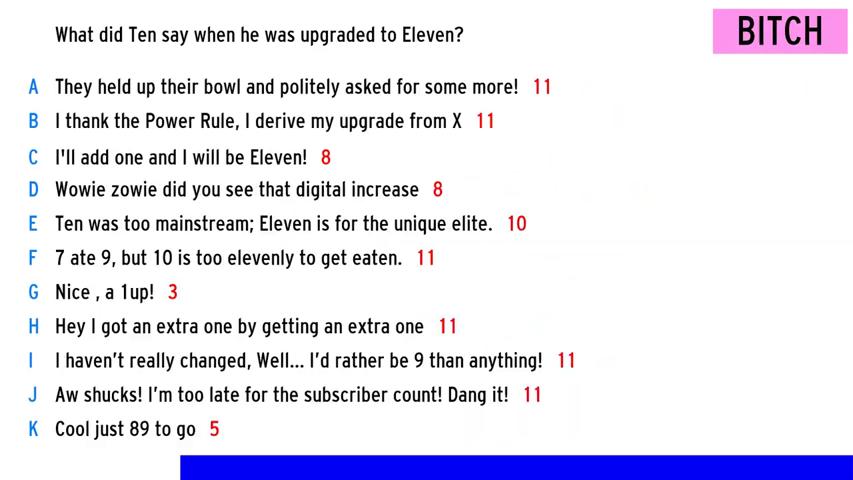 What did Ten say when he was upgraded to Eleven?
BITCH
A They held up their bowl and politely asked for some more! 11
B I thank the Power Rule, I derive my upgrade from X 11
C I'll add one and I will be Eleven! 8
D Wowie zowie did you see that digital increase 8
E Ten was too mainstream; Eleven is for the unique elite. 10
F 7 ate 9, but 10 is too elevenly to get eaten. 11
G Nice , a 1up! 3
H Hey I got an extra one by getting an extra one 11
I I haven’t really changed, Well... I’d rather be 9 than anything! 11
J Aw shucks! I’m too late for the subscriber count! Dang it! 11
K Cool just 89 to go 5